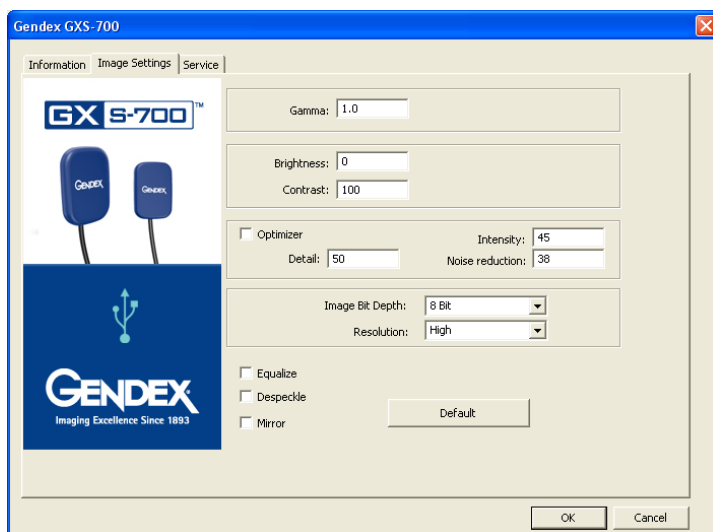 Gendex GXS-700
Information Image Settings Service
GX S-700™
GENDEX
GENDEX
GENDEX
Imaging Excellence Since 1893
Gamma: 1.0
Brightness: 0
Contrast: 100
Optimizer
Intensity: 45
Detail: 50
Noise reduction: 38
Image Bit Depth: 8 Bit
Resolution: High
Equalize
Despeckle
Mirror
Default
OK Cancel